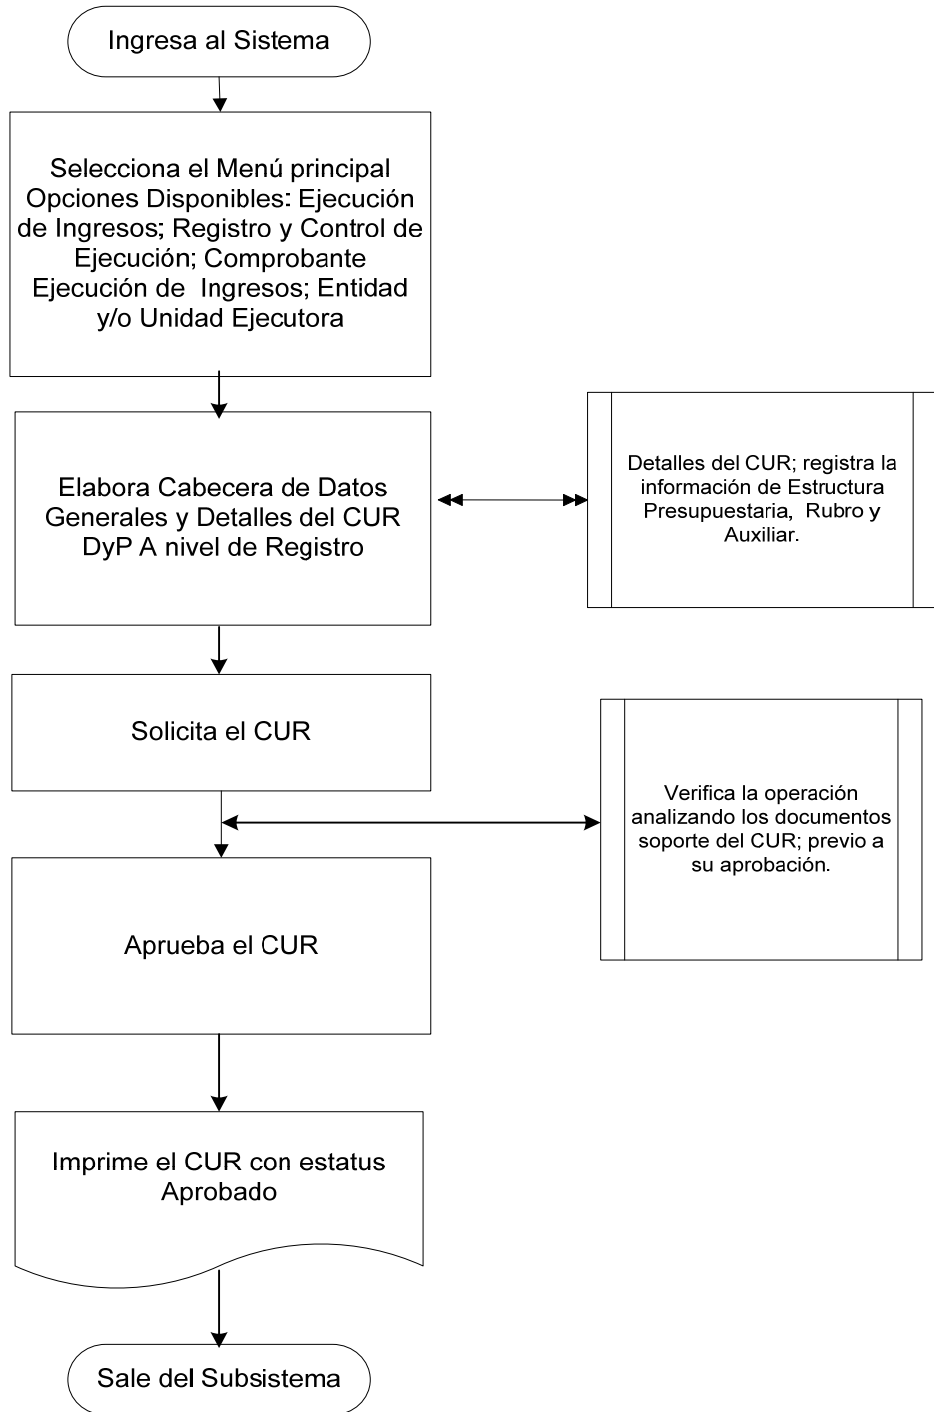 Ingresa al Sistema
Selecciona el Menú principal
Opciones Disponibles: Ejecución
de Ingresos; Registro y Control de
Ejecución; Comprobante
Ejecución de Ingresos; Entidad
y/o Unidad Ejecutora
Elabora Cabecera de Datos
Generales y Detalles del CUR
DyP A nivel de Registro
Detalles del CUR; registra la
información de Estructura
Presupuestaria, Rubro y
Auxiliar.
Solicita el CUR
Verifica la operación
analizando los documentos
soporte del CUR; previo a
su aprobación.
Aprueba el CUR
Imprime el CUR con estatus
Aprobado
Sale del Subsistema